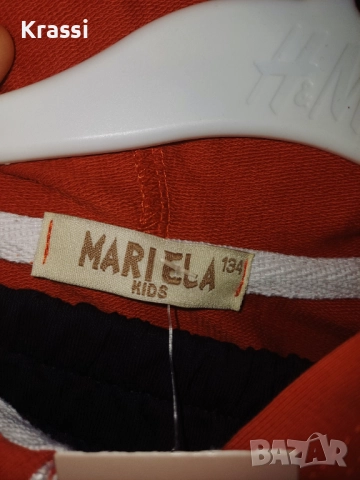 Krassi
H&M
MARIELA
134
KIDS
BAZAR